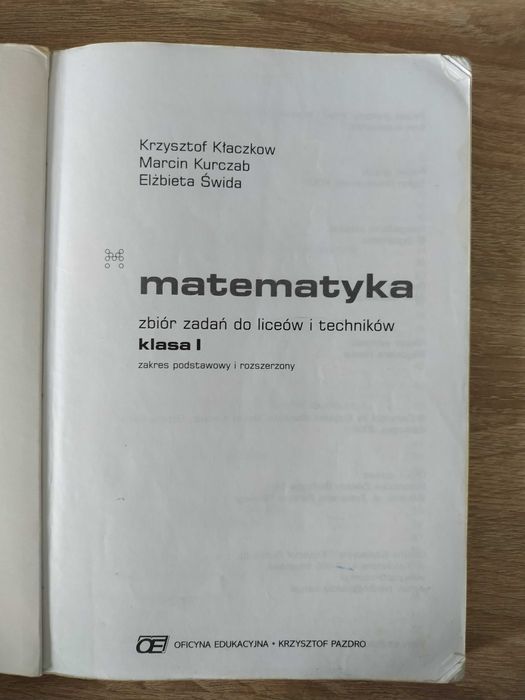 Krzysztof Kłaczkow
Marcin Kurczab
Elżbieta Świda
matematyka
zbiór zadań do liceów i techników
klasa I
zakres podstawowy i rozszerzony
OE OFICYNA EDUKACYJNA • KRZYSZTOF PAZDRO